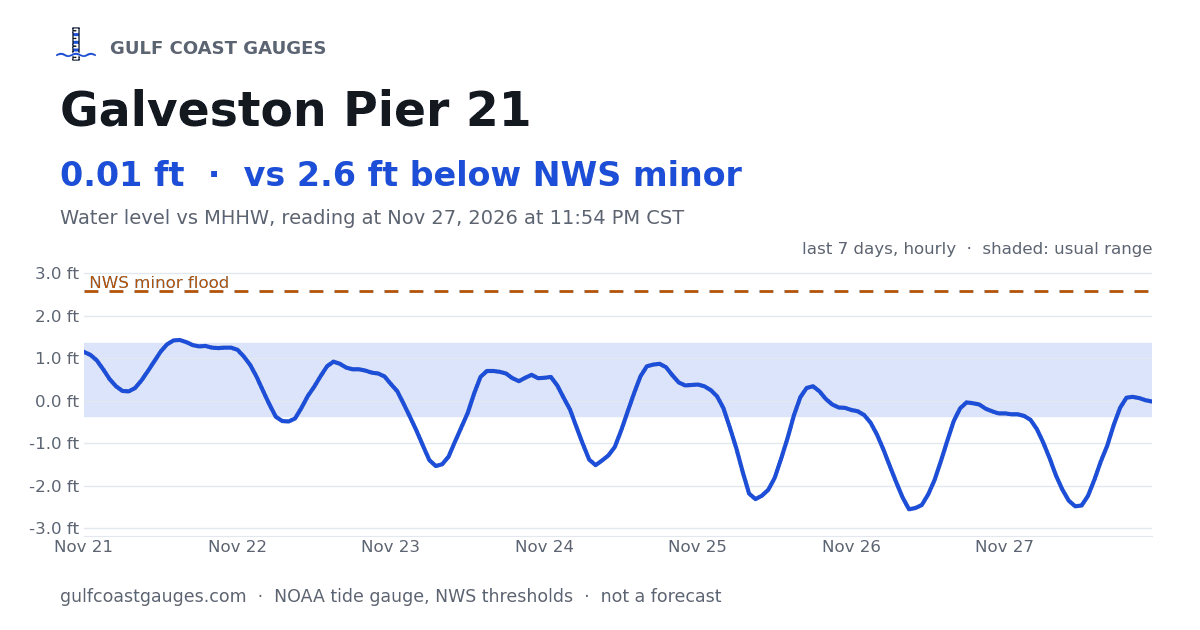 GULF COAST GAUGES
Galveston Pier 21
0.01 ft · vs 2.6 ft below NWS minor
Water level vs MHHW, reading at Nov 27, 2026 at 11:54 PM CST
last 7 days, hourly · shaded: usual range
3.0 ft
NWS minor flood
2.0 ft
1.0 ft
0.0 ft
-1.0 ft
-2.0 ft
-3.0 ft
Nov 21 Nov 22 Nov 23 Nov 24 Nov 25 Nov 26 Nov 27
gulfcoastgauges.com · NOAA tide gauge, NWS thresholds · not a forecast